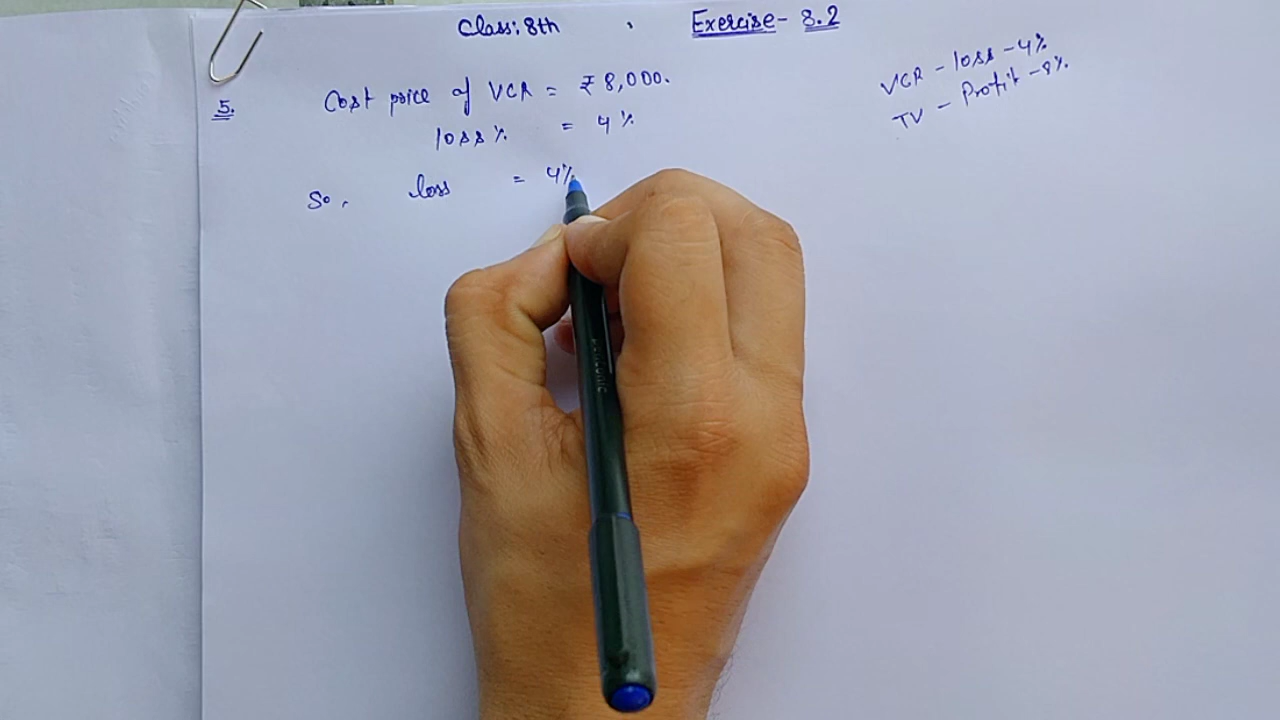 Class: 8th . Exercise - 8.2
5. Cost price of VCR = ₹ 8,000.
loss% = 4%
So, loss = 4%
VCR - loss - 4%
TV - Profit - 8%